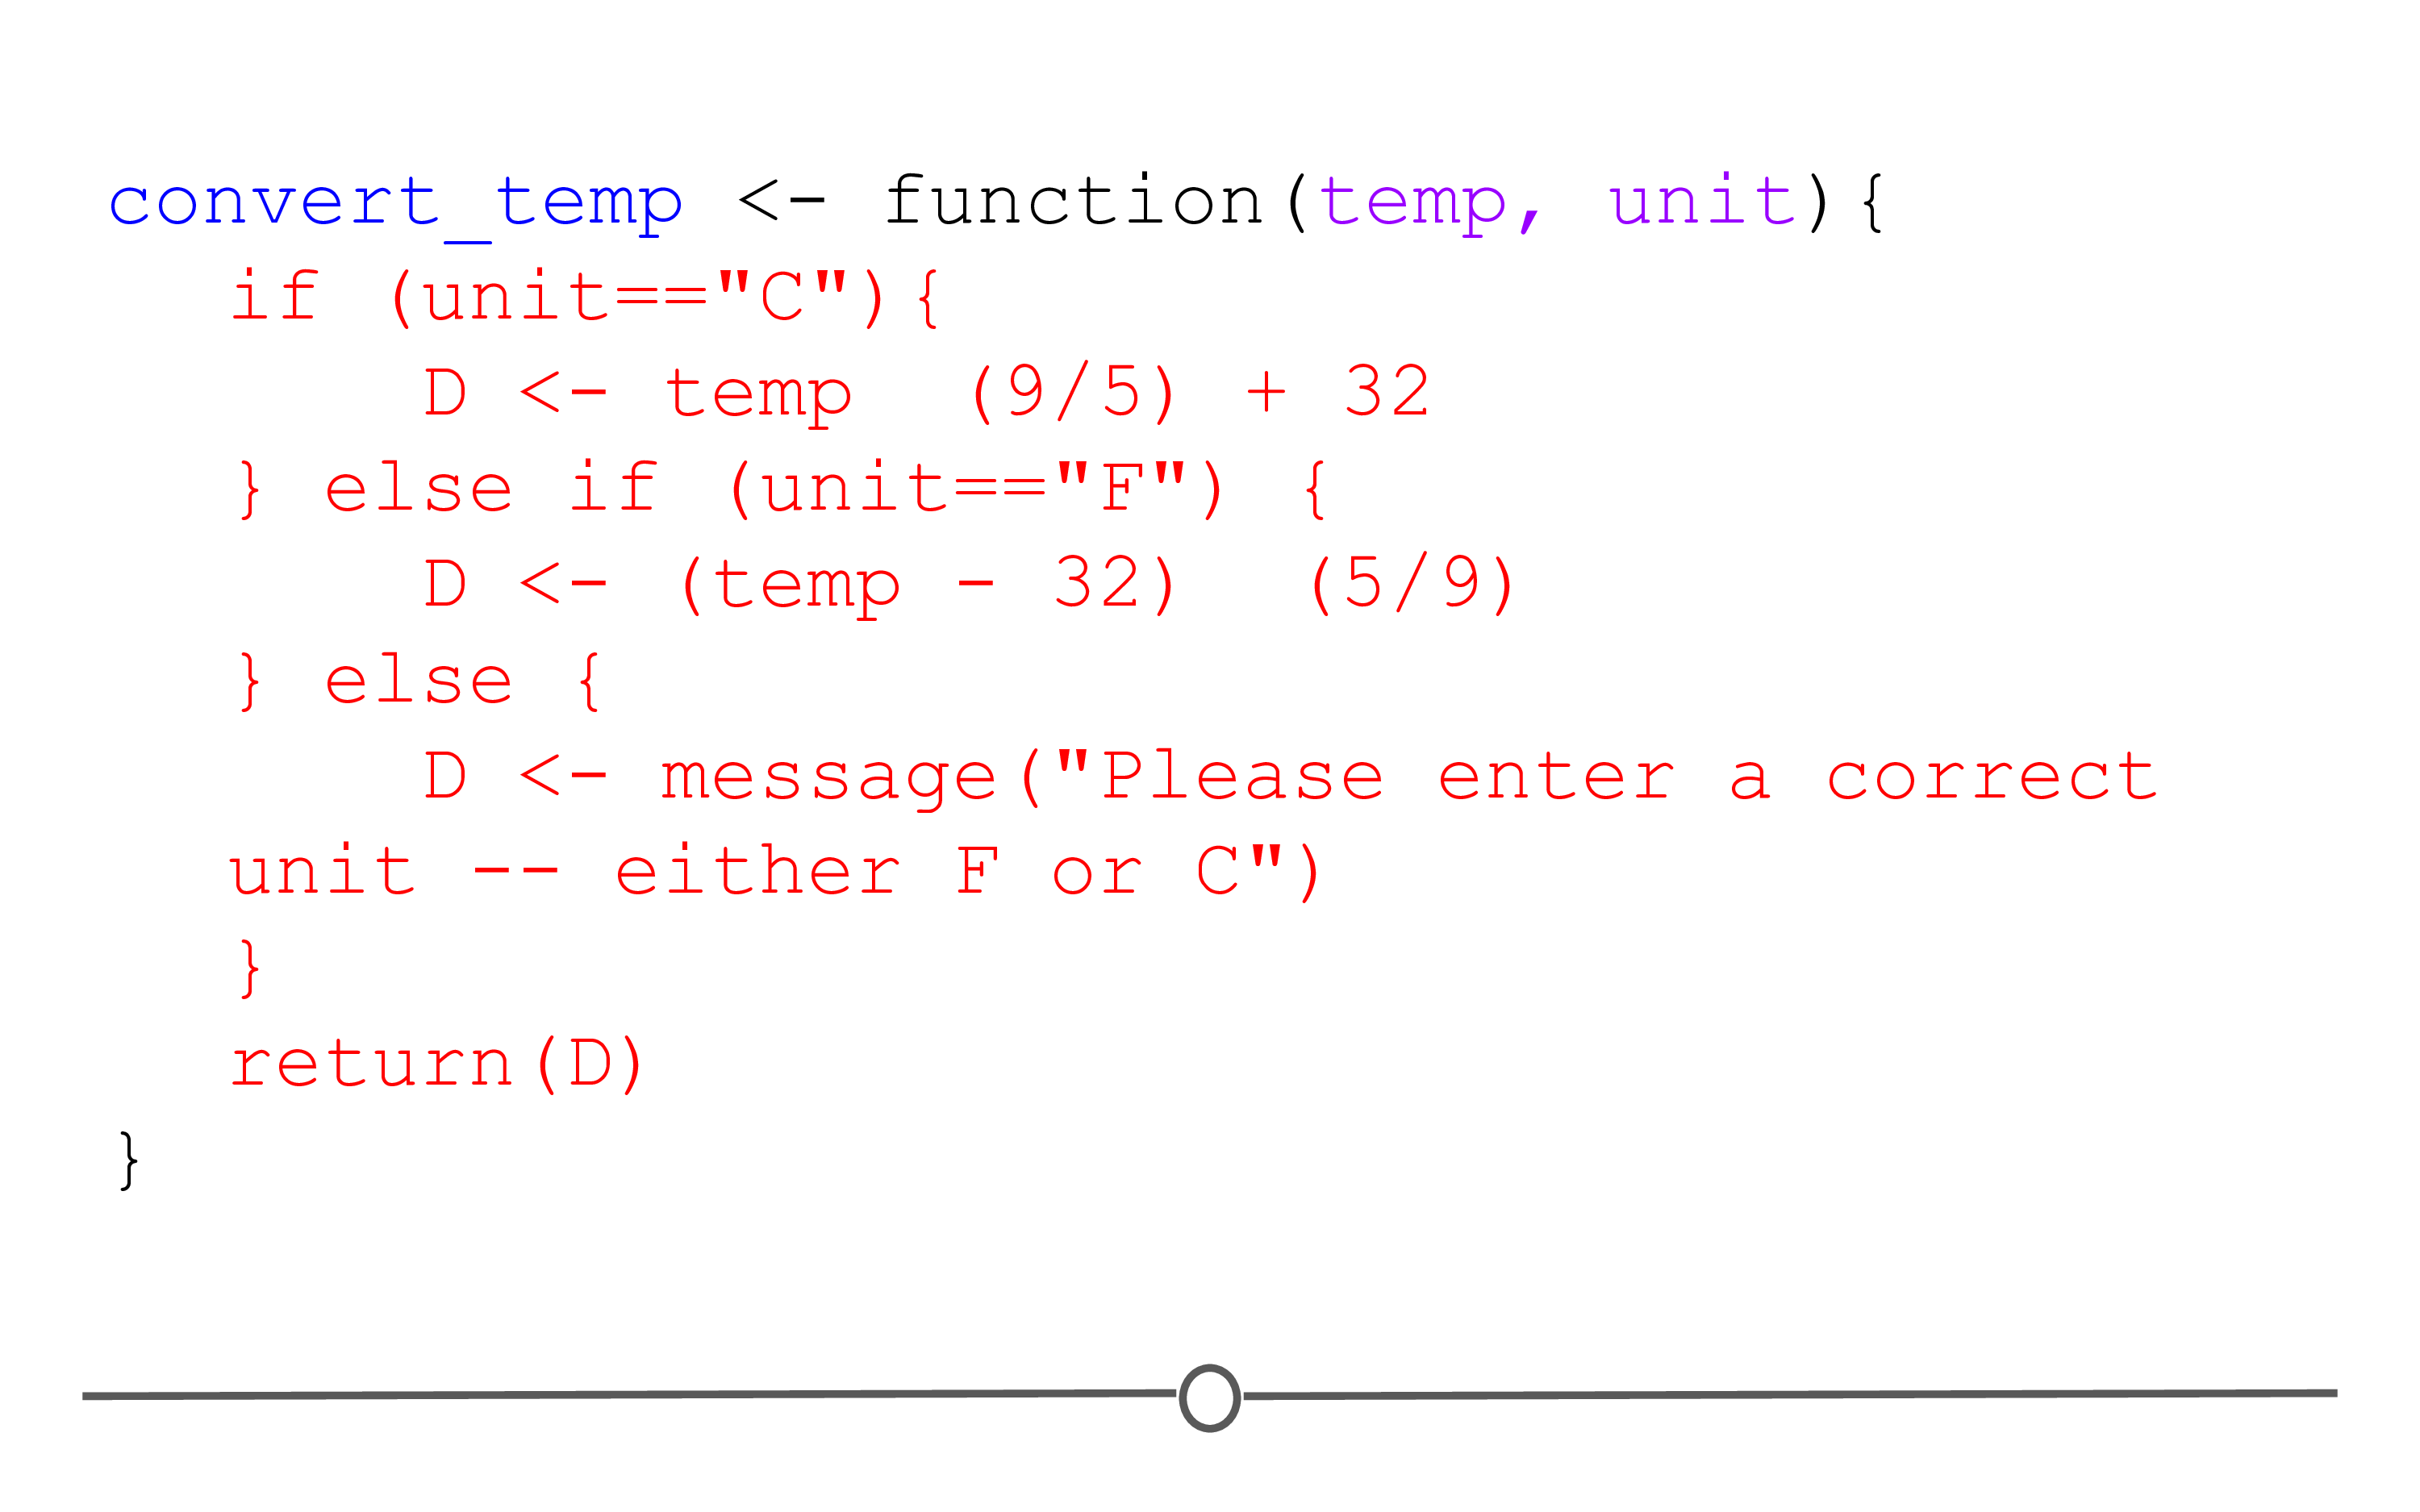 convert_temp <- function(temp, unit){
if (unit=="C"){
D <- temp  (9/5) + 32
} else if (unit=="F") {
D <- (temp - 32)  (5/9)
} else {
D <- message("Please enter a correct
unit -- either F or C")
}
return(D)
}